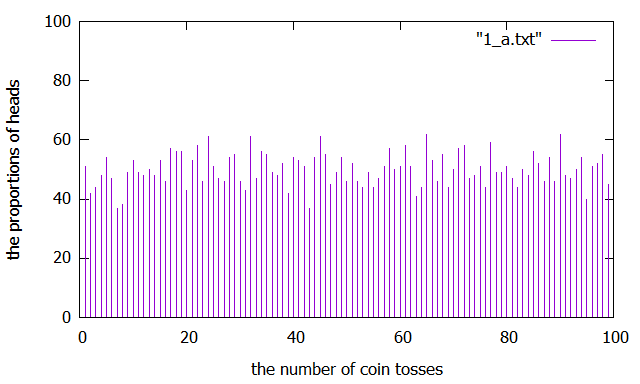 100
"1_a.txt"
80
60
40
20
0
the proportions of heads
0 20 40 60 80 100
the number of coin tosses